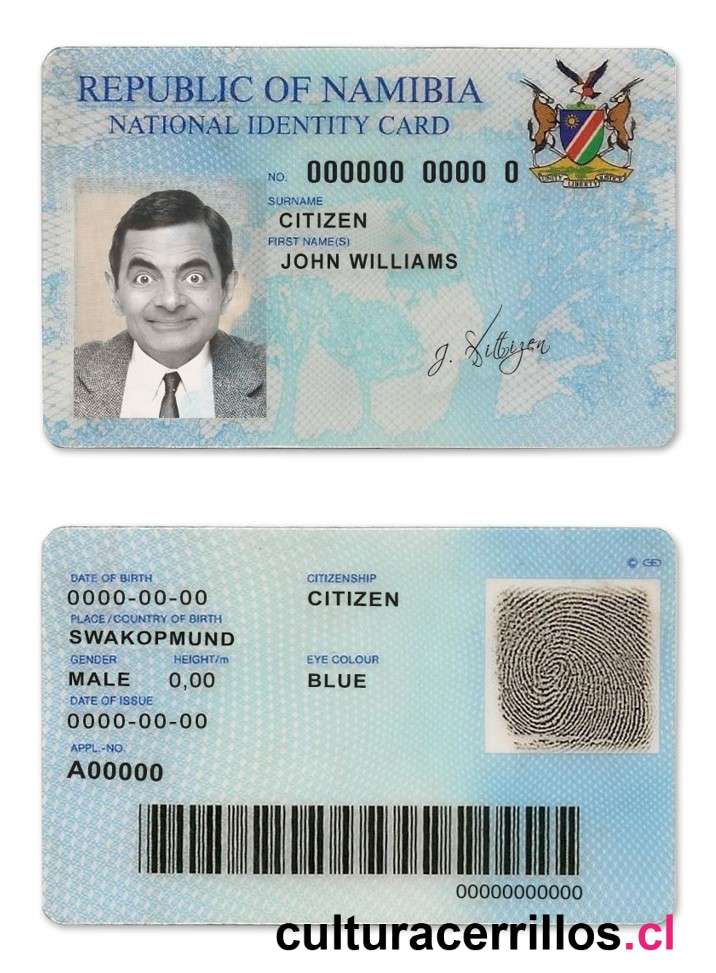 REPUBLIC OF NAMIBIA
NATIONAL IDENTITY CARD
NO. 000000 0000 0
SURNAME
CITIZEN
FIRST NAME(S)
JOHN WILLIAMS
UNITY LIBERTY JUSTICE
DATE OF BIRTH
0000-00-00
CITIZENSHIP
CITIZEN
PLACE/COUNTRY OF BIRTH
SWAKOPMUND
GENDER HEIGHT/m
MALE 0,00
EYE COLOUR
BLUE
DATE OF ISSUE
0000-00-00
APPL.-NO.
A00000
00000000000
culturacerrillos.cl